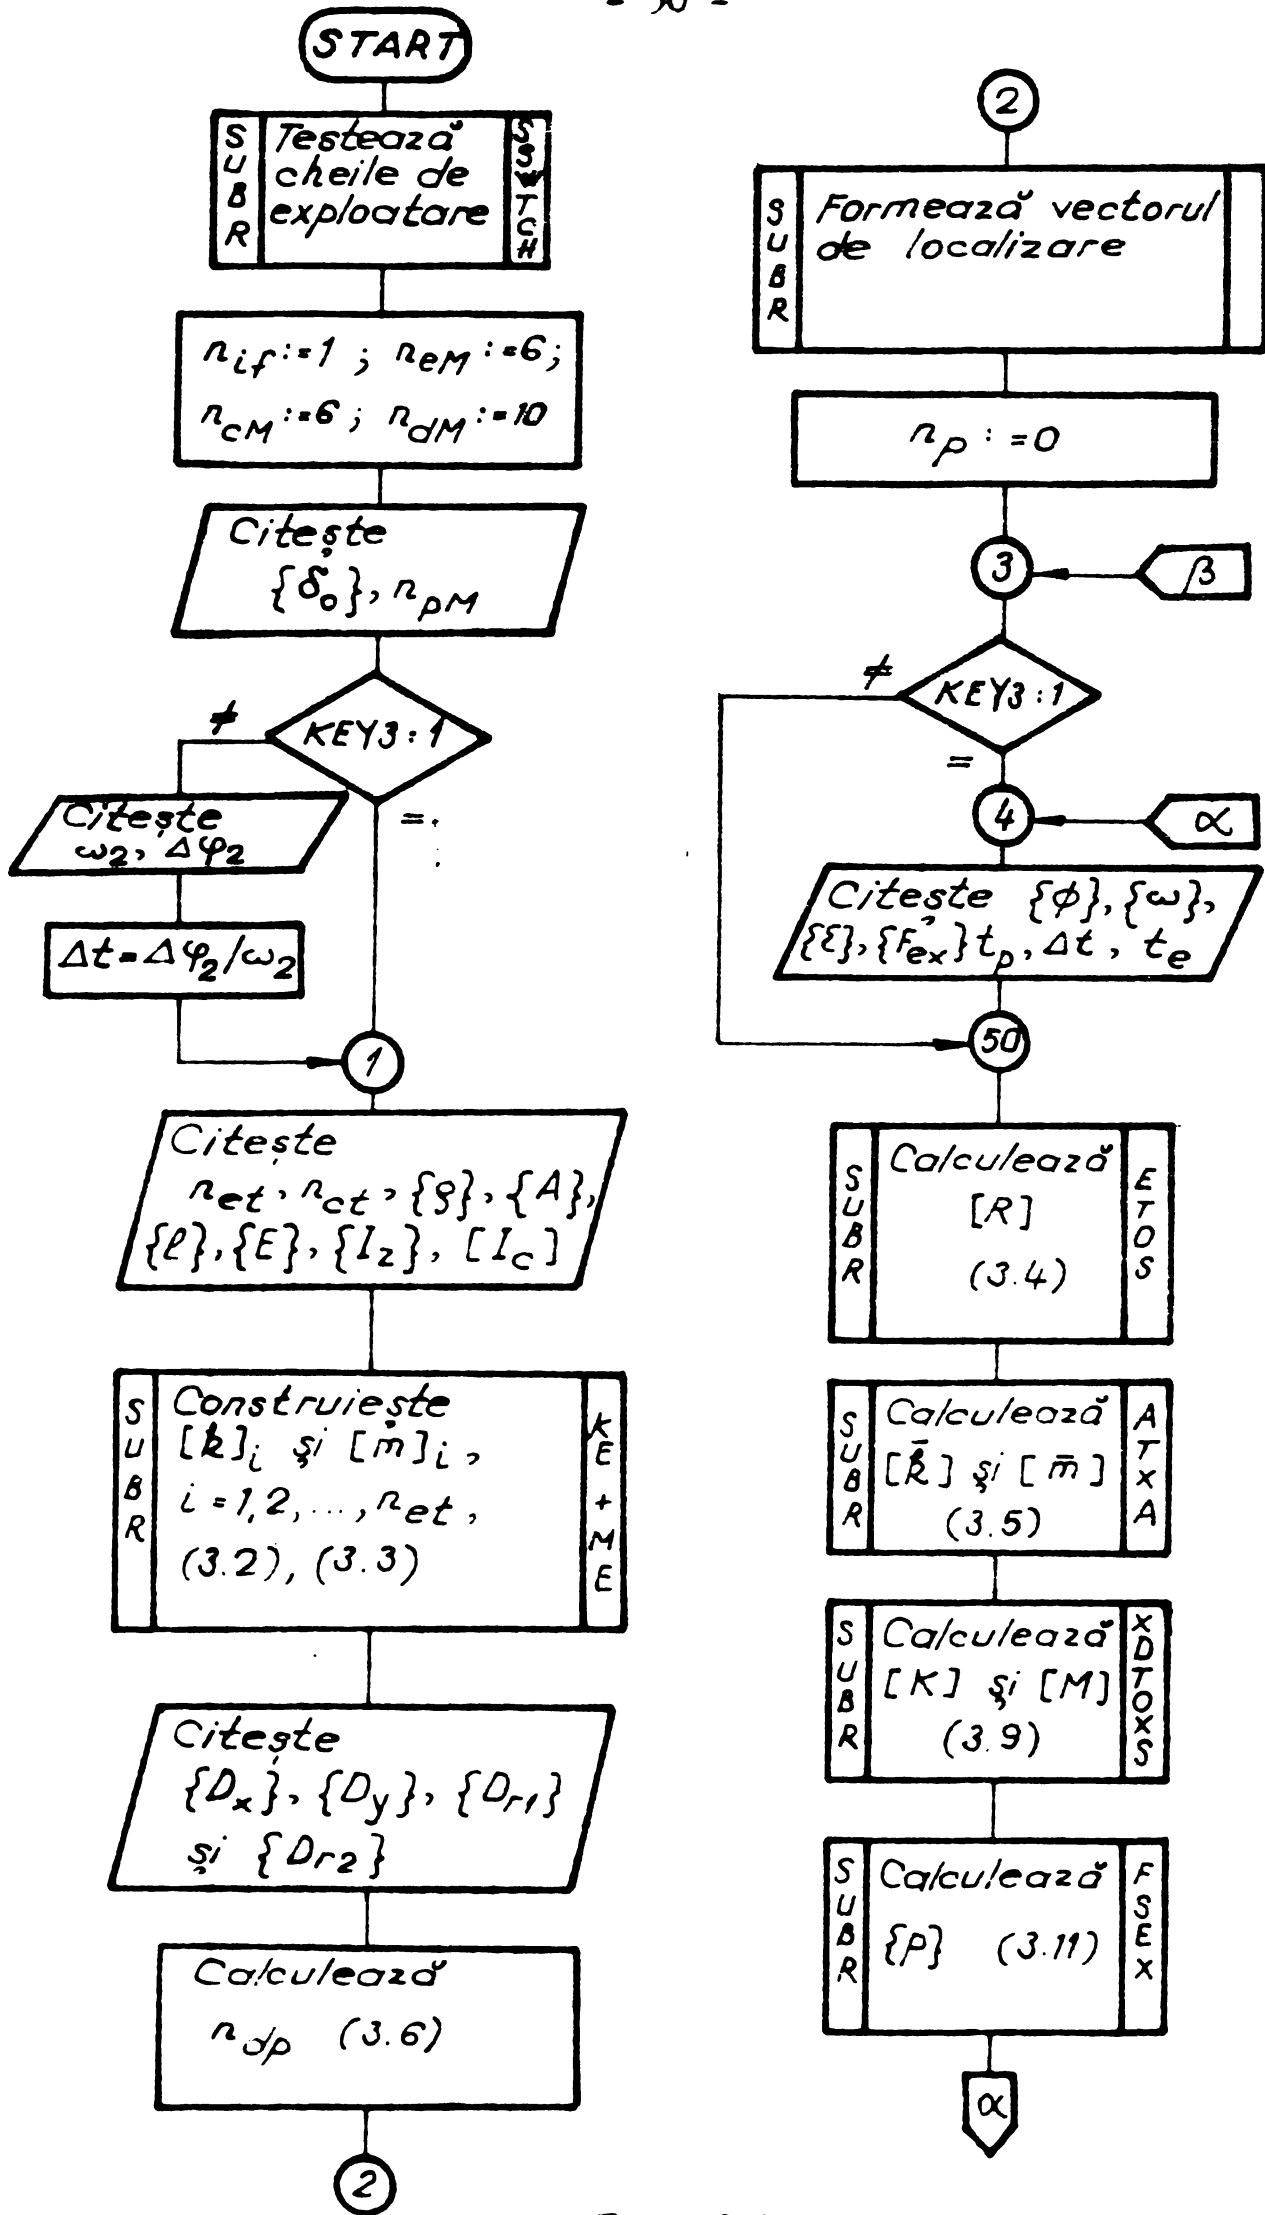 START
SUBR
Testează
cheile de
exploatare
SSWTCH
n_if := 1 ; n_eM := 6;
n_cM := 6 ; n_dM := 10
Citește
{δ_o}, n_pM
KEY3 : 1
≠
=
Citește
ω_2, Δφ_2
Δt = Δφ_2/ω_2
1
Citește
n_et, n_ct, {ρ}, {A},
{ℓ}, {E}, {I_z}, [I_c]
SUBR
Construiește
[k]_i și [m]_i,
i = 1,2,..., n_et,
(3.2), (3.3)
KE+ME
Citește
{D_x}, {D_y}, {D_r1}
și {D_r2}
Calculează
n_dp (3.6)
2
2
SUBR
Formează vectorul
de localizare
n_p := 0
3
β
KEY3 : 1
≠
=
4
α
Citește {ϕ}, {ω},
{ε}, {F_ex} t_p, Δt, t_e
50
SUBR
Calculează
[R]
(3.4)
ETOS
SUBR
Calculează
[k̄] și [m̄]
(3.5)
ATXA
SUBR
Calculează
[K] și [M]
(3.9)
XDTOXS
SUBR
Calculează
{P} (3.11)
FSEX
α